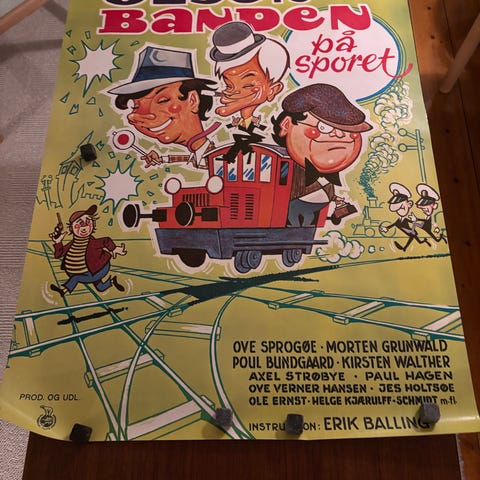 BANDEN
på
sporet
OVE SPROGØE · MORTEN GRUNWALD
POUL BUNDGAARD · KIRSTEN WALTHER
AXEL STRØBYE · PAUL HAGEN
OVE VERNER HANSEN · JES HOLTSØE
OLE ERNST · HELGE KJÆRULFF-SCHMIDT m.fl.
PROD. OG UDL.
ERIK BALLING